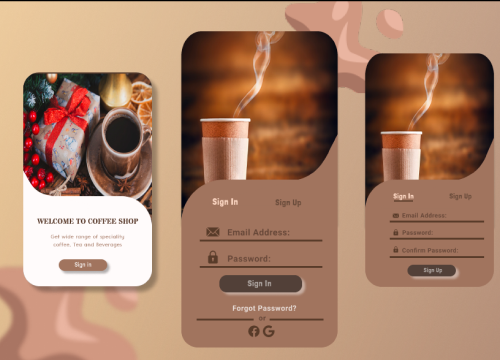 WELCOME TO COFFEE SHOP
Get wide range of speciality
coffee, tea and Beverages
Sign in
Sign In
Sign Up
Email Address:
Password:
Sign In
Forgot Password?
or
Sign In
Sign Up
Email Address:
Password:
Confirm Password:
Sign Up